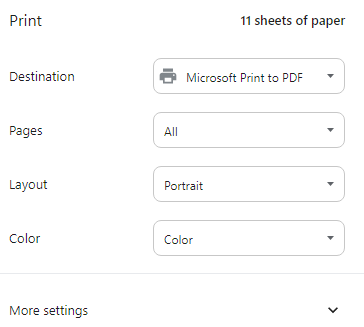 Print 11 sheets of paper
Destination Microsoft Print to PDF
Pages All
Layout Portrait
Color Color
More settings